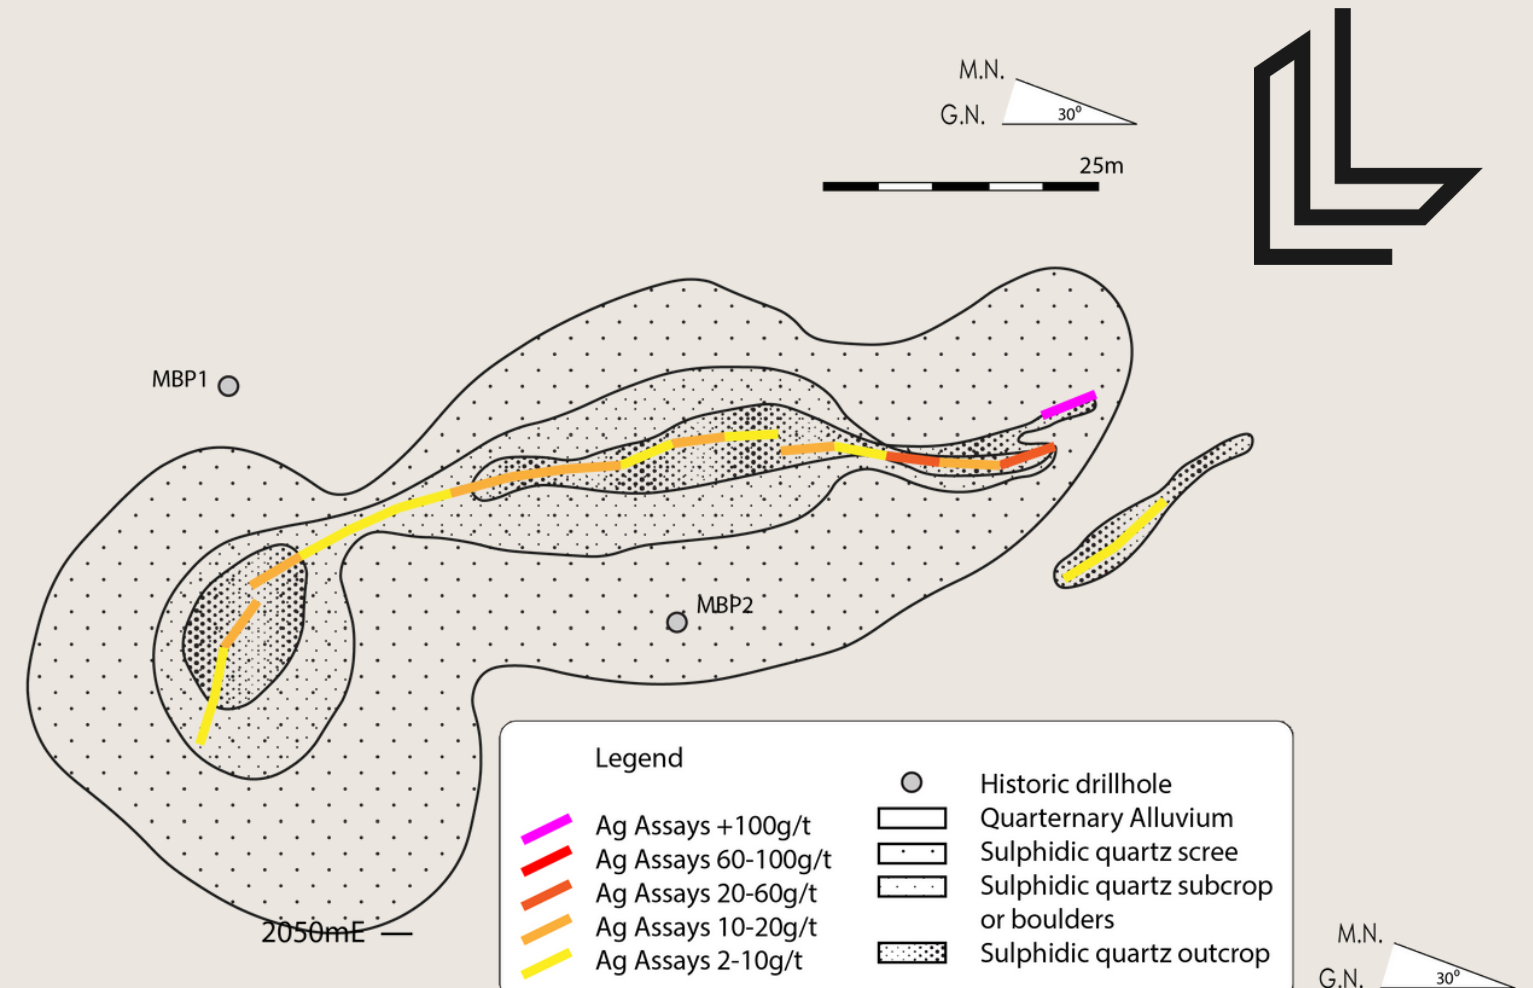 M.N.
G.N.
30°
25m
MBP1
MBP2
2050mE
Legend
Ag Assays +100g/t
Ag Assays 60-100g/t
Ag Assays 20-60g/t
Ag Assays 10-20g/t
Ag Assays 2-10g/t
Historic drillhole
Quarternary Alluvium
Sulphidic quartz scree
Sulphidic quartz subcrop
or boulders
Sulphidic quartz outcrop
M.N.
G.N.
30°